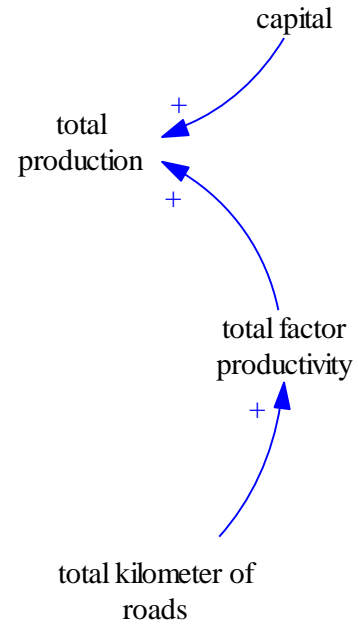 capital
+
total
production
+
total factor
productivity
+
total kilometer of
roads